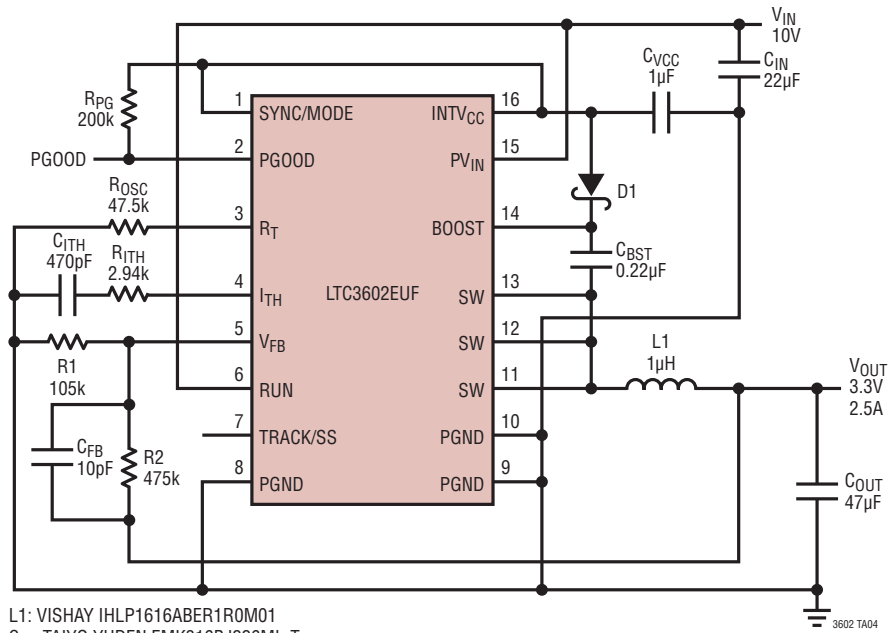 V_IN
10V
C_VCC
1µF
C_IN
22µF
R_PG
200k
1
SYNC/MODE
INTV_CC
16
PGOOD
2
PGOOD
PV_IN
15
D1
R_OSC
47.5k
3
R_T
BOOST
14
C_BST
0.22µF
C_ITH
470pF
R_ITH
2.94k
4
I_TH
LTC3602EUF
SW
13
5
V_FB
SW
12
L1
1µH
R1
105k
6
RUN
SW
11
V_OUT
3.3V
2.5A
7
TRACK/SS
PGND
10
C_FB
10pF
R2
475k
8
PGND
PGND
9
C_OUT
47µF
L1: VISHAY IHLP1616ABER1R0M01
3602 TA04